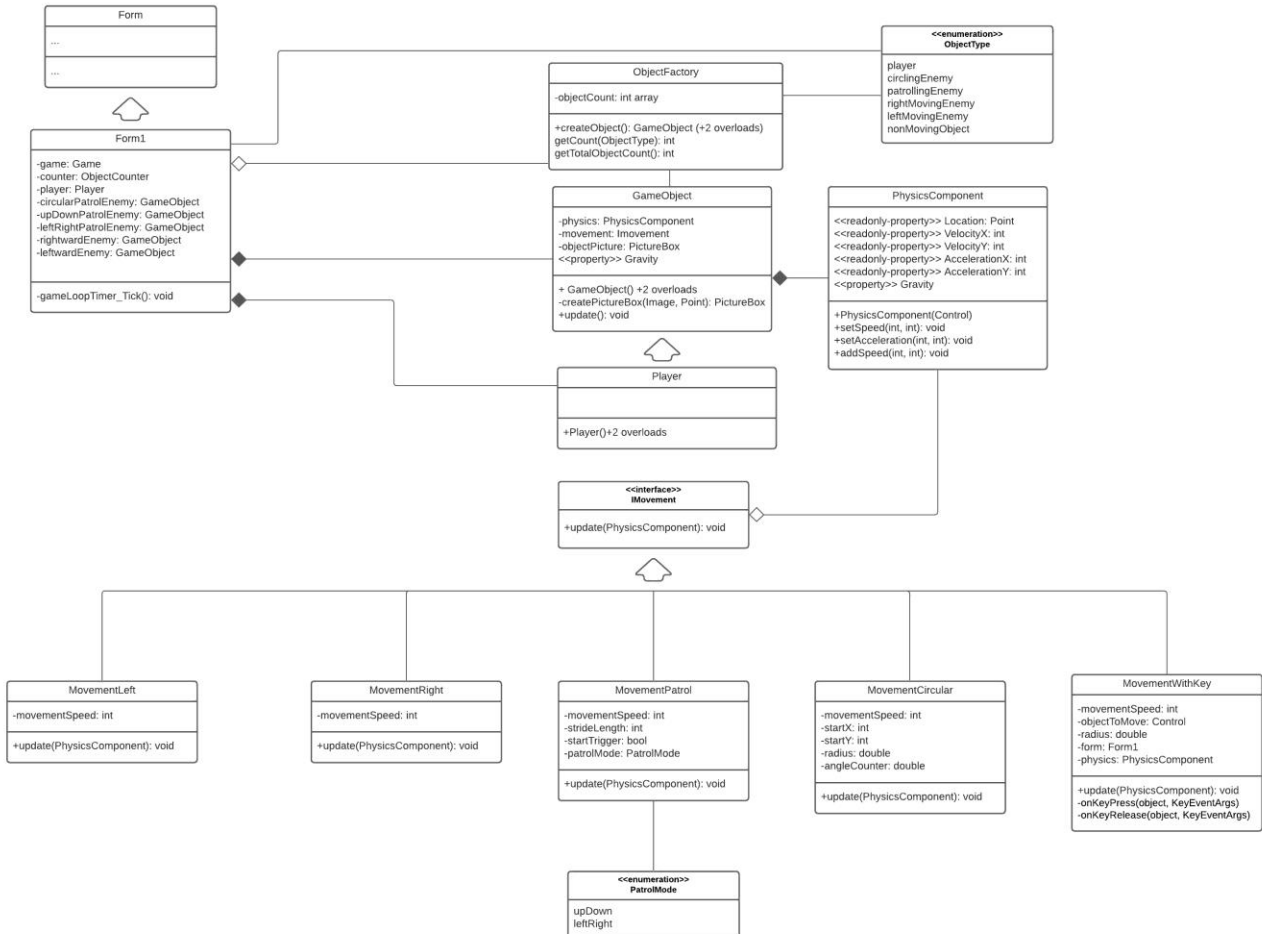 Form
...
...
<<enumeration>>
ObjectType
player
circlingEnemy
patrollingEnemy
rightMovingEnemy
leftMovingEnemy
nonMovingObject
ObjectFactory
-objectCount: int array
+createObject(): GameObject (+2 overloads)
getCount(ObjectType): int
getTotalObjectCount(): int
Form1
-game: Game
-counter: ObjectCounter
-player: Player
-circularPatrolEnemy: GameObject
-upDownPatrolEnemy: GameObject
-leftRightPatrolEnemy: GameObject
-rightwardEnemy: GameObject
-leftwardEnemy: GameObject
-gameLoopTimer_Tick(): void
GameObject
-physics: PhysicsComponent
-movement: Imovement
-objectPicture: PictureBox
<<property>> Gravity
+ GameObject() +2 overloads
-createPictureBox(Image, Point): PictureBox
+update(): void
PhysicsComponent
<<readonly-property>> Location: Point
<<readonly-property>> VelocityX: int
<<readonly-property>> VelocityY: int
<<readonly-property>> AccelerationX: int
<<readonly-property>> AccelerationY: int
<<property>> Gravity
+PhysicsComponent(Control)
+setSpeed(int, int): void
+setAcceleration(int, int): void
+addSpeed(int, int): void
Player
+Player()+2 overloads
<<interface>>
IMovement
+update(PhysicsComponent): void
MovementLeft
-movementSpeed: int
+update(PhysicsComponent): void
MovementRight
-movementSpeed: int
+update(PhysicsComponent): void
MovementPatrol
-movementSpeed: int
-strideLength: int
-startTrigger: bool
-patrolMode: PatrolMode
+update(PhysicsComponent): void
MovementCircular
-movementSpeed: int
-startX: int
-startY: int
-radius: double
-angleCounter: double
+update(PhysicsComponent): void
MovementWithKey
-movementSpeed: int
-objectToMove: Control
-radius: double
-form: Form1
-physics: PhysicsComponent
+update(PhysicsComponent): void
-onKeyPress(object, KeyEventArgs)
-onKeyRelease(object, KeyEventArgs)
<<enumeration>>
PatrolMode
upDown
leftRight